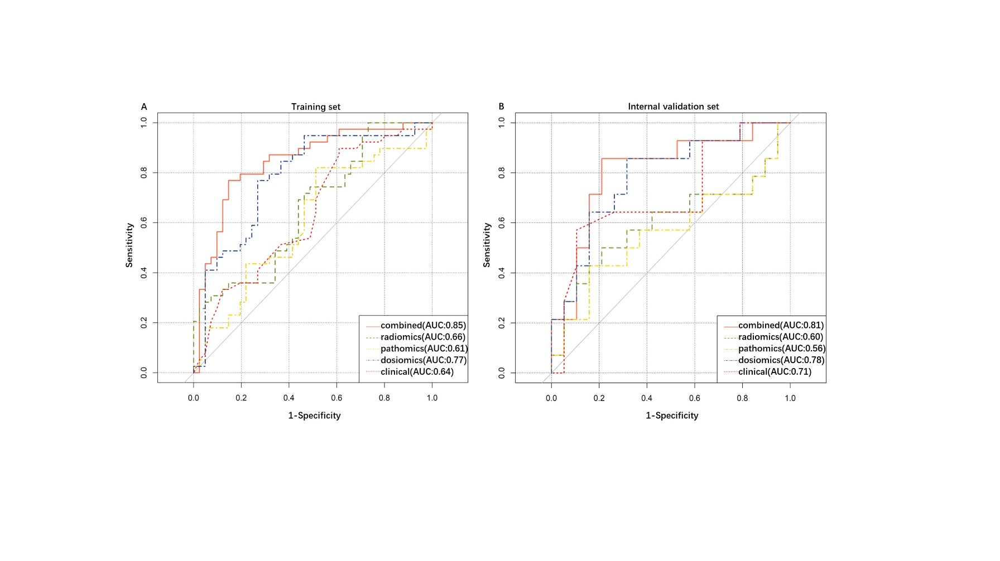 A
Training set
Sensitivity
1.0
0.8
0.6
0.4
0.2
0.0
combined(AUC:0.85)
radiomics(AUC:0.66)
pathomics(AUC:0.61)
dosiomics(AUC:0.77)
clinical(AUC:0.64)
0.0 0.2 0.4 0.6 0.8 1.0
1-Specificity
B
Internal validation set
Sensitivity
1.0
0.8
0.6
0.4
0.2
0.0
combined(AUC:0.81)
radiomics(AUC:0.60)
pathomics(AUC:0.56)
dosiomics(AUC:0.78)
clinical(AUC:0.71)
0.0 0.2 0.4 0.6 0.8 1.0
1-Specificity